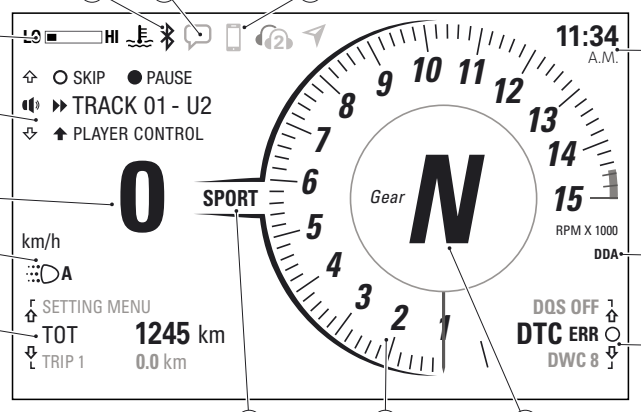 LO HI 2 11:34
A.M.
SKIP PAUSE
TRACK 01 - U2
PLAYER CONTROL
0
SPORT
km/h
A
SETTING MENU
TOT 1245 km
TRIP 1 0.0 km
1
2
3
4
5
6
7
8
9
10
11
12
13
14
15
RPM X 1000
Gear N
DDA
DQS OFF
DTC ERR
DWC 8